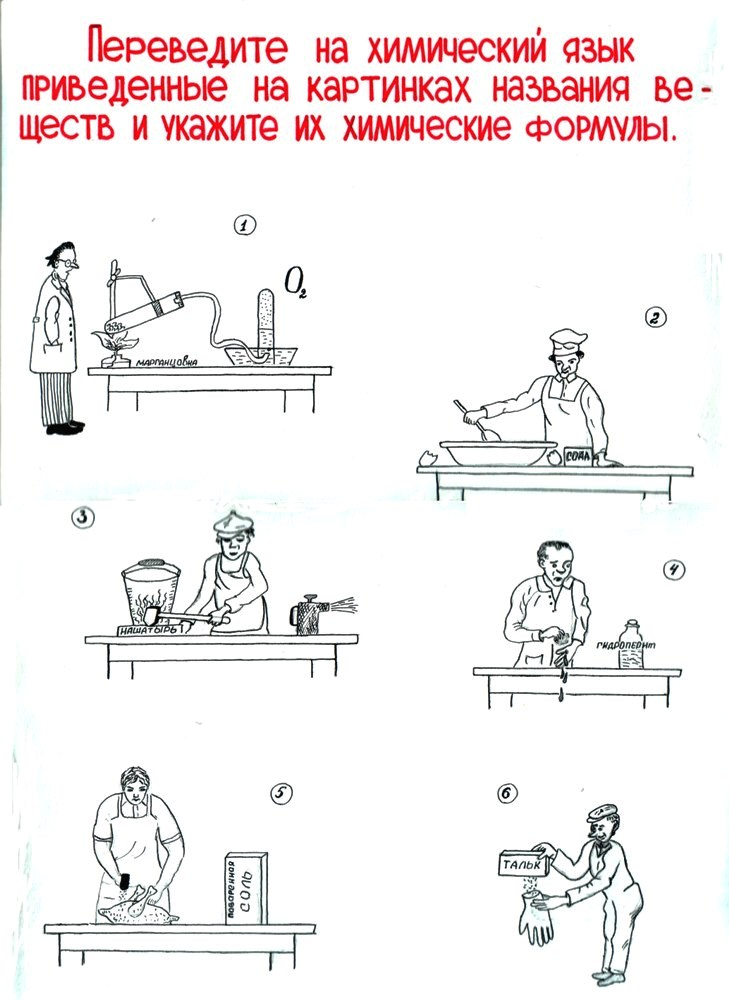 Переведите на химический язык
приведенные на картинках названия ве-
ществ и укажите их химические формулы.
1
O₂
марганцовка
2
СОДА
3
НАШАТЫРЬ
4
ГИДРОПЕРИТ
5
ПОВАРЕННАЯ
СОЛЬ
6
ТАЛЬК